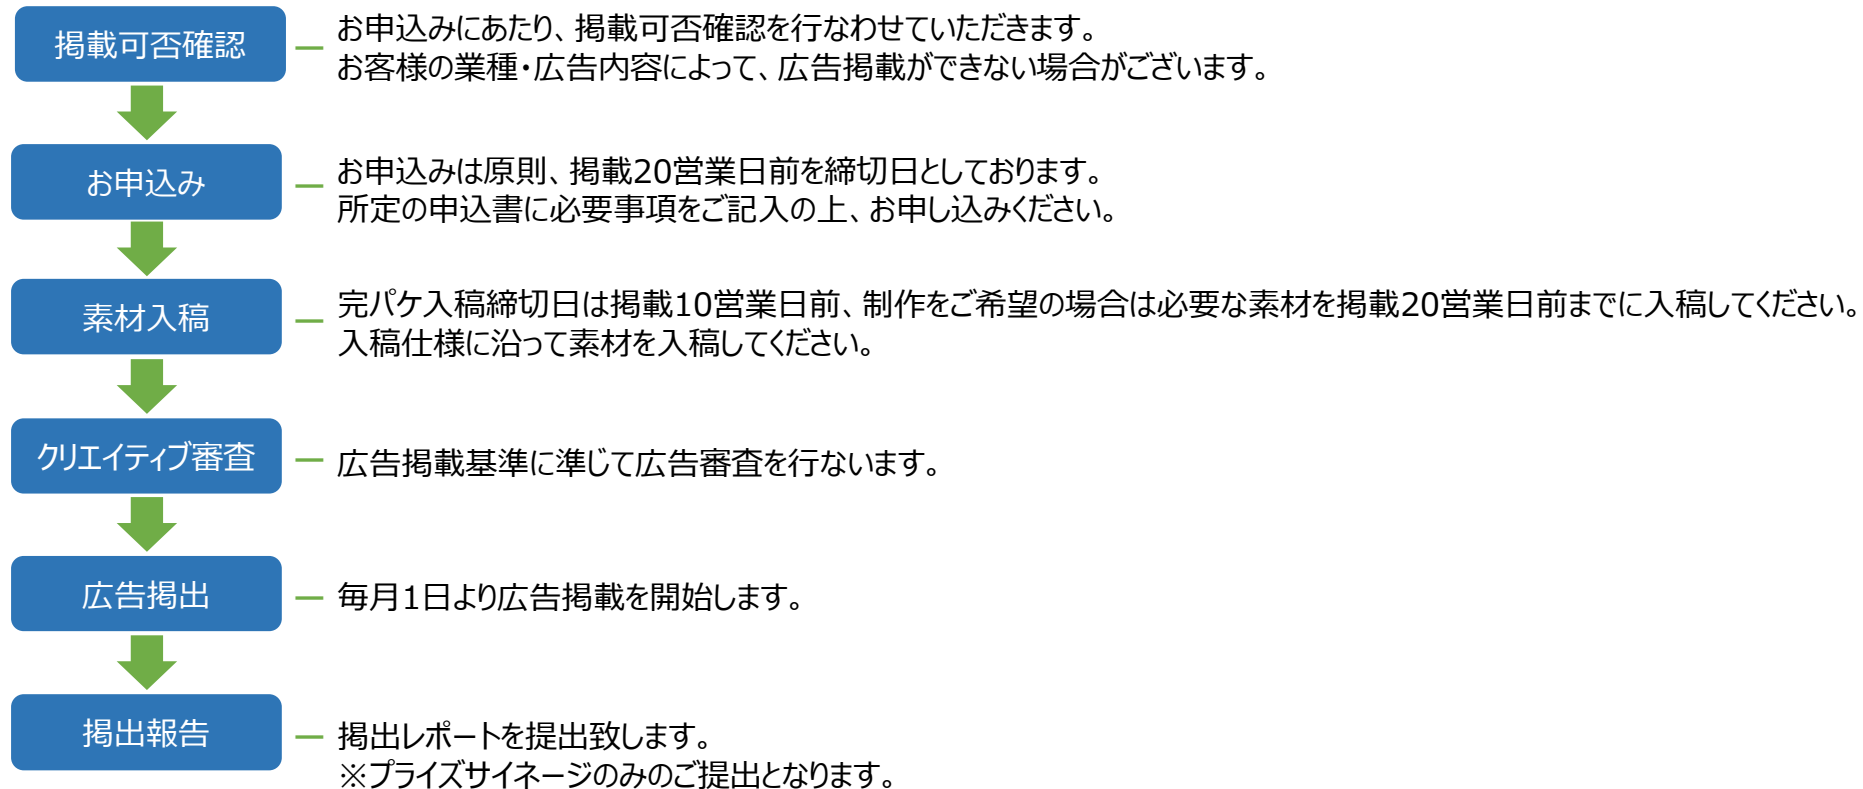 掲載可否確認
お申込みにあたり、掲載可否確認を行なわせていただきます。
お客様の業種・広告内容によって、広告掲載ができない場合がございます。
お申込み
お申込みは原則、掲載20営業日前を締切日としております。
所定の申込書に必要事項をご記入の上、お申し込みください。
素材入稿
完パケ入稿締切日は掲載10営業日前、制作をご希望の場合は必要な素材を掲載20営業日前までに入稿してください。
入稿仕様に沿って素材を入稿してください。
クリエイティブ審査
広告掲載基準に準じて広告審査を行ないます。
広告掲出
毎月1日より広告掲載を開始します。
掲出報告
掲出レポートを提出致します。
※プライズサイネージのみのご提出となります。